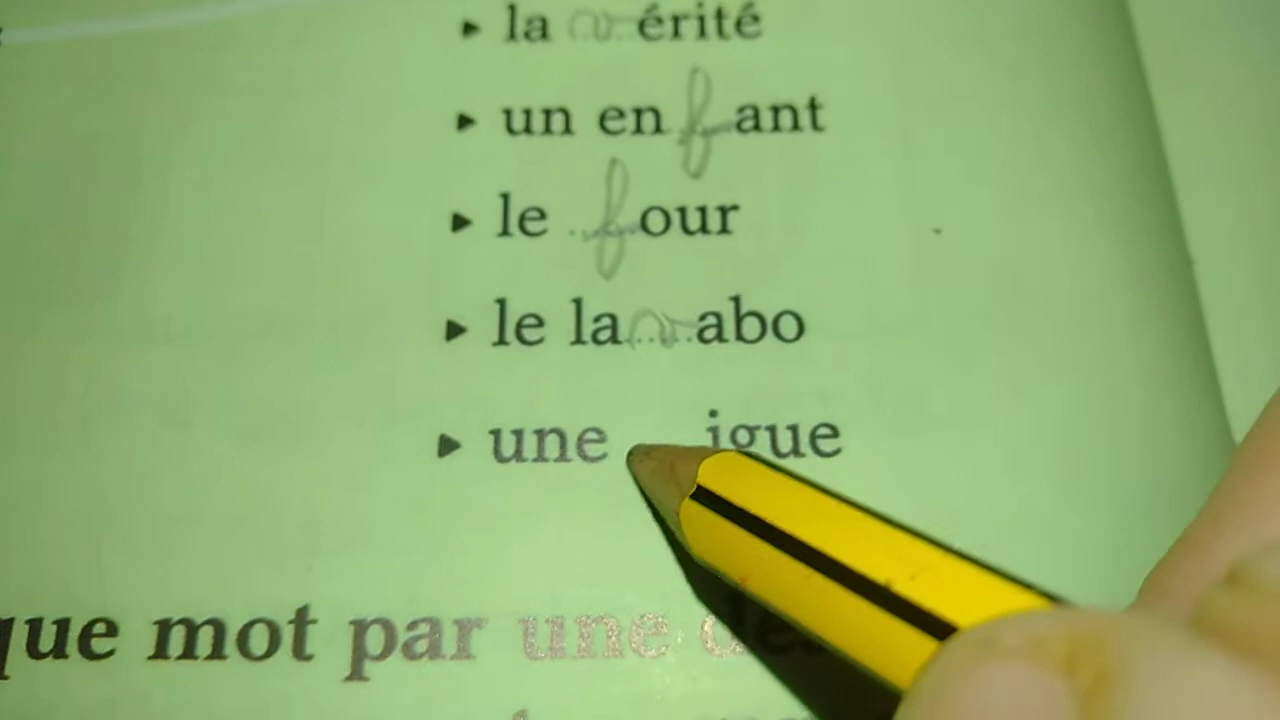 ▸ la vérité
▸ un enfant
▸ le four
▸ le lavabo
▸ une ... igue
que mot par une